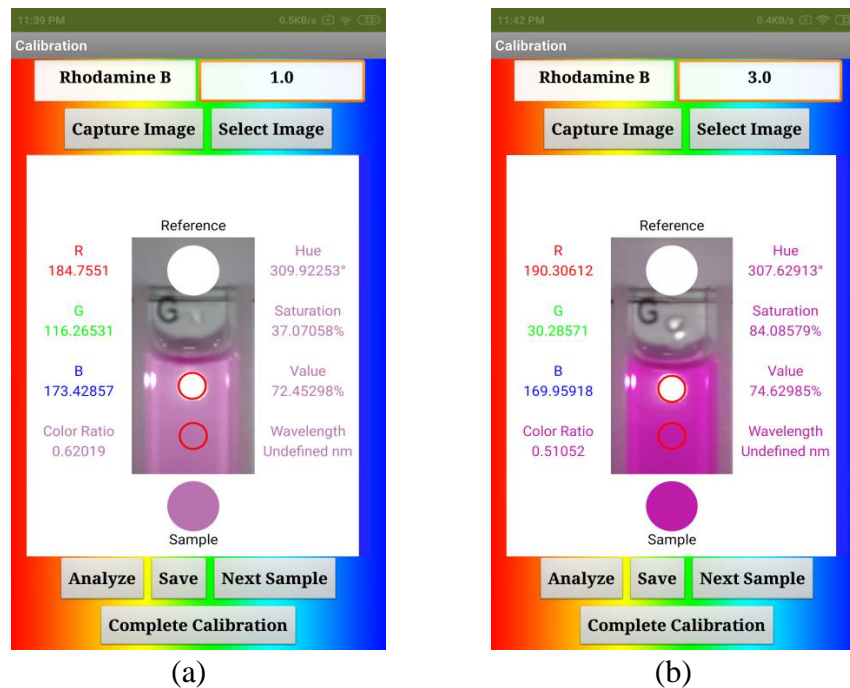 11:39 PM 0.5KB/s 32
Calibration
Rhodamine B 1.0
Capture Image Select Image
Reference
R
184.7551
G
116.26531
B
173.42857
Color Ratio
0.62019
G
Hue
309.92253°
Saturation
37.07058%
Value
72.45298%
Wavelength
Undefined nm
Sample
Analyze Save Next Sample
Complete Calibration
(a)
11:42 PM 0.4KB/s
Calibration
Rhodamine B 3.0
Capture Image Select Image
Reference
R
190.30612
G
30.28571
B
169.95918
Color Ratio
0.51052
G
Hue
307.62913°
Saturation
84.08579%
Value
74.62985%
Wavelength
Undefined nm
Sample
Analyze Save Next Sample
Complete Calibration
(b)